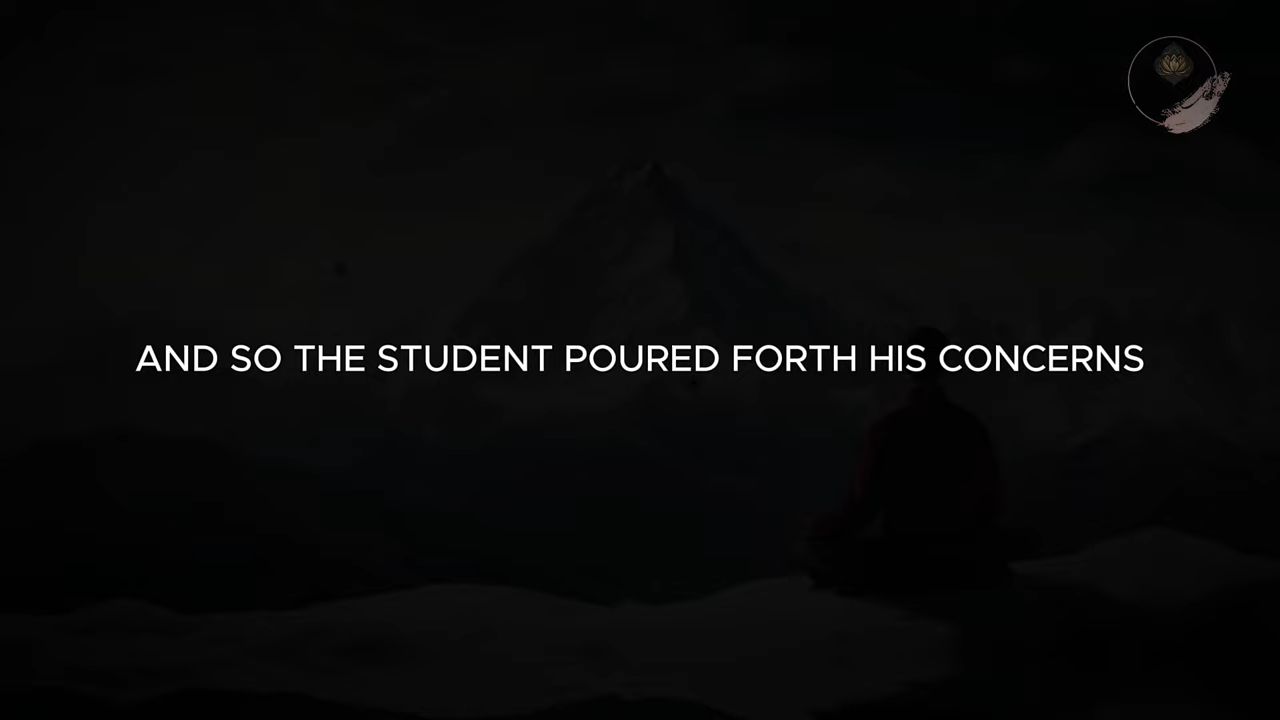 AND SO THE STUDENT POURED FORTH HIS CONCERNS